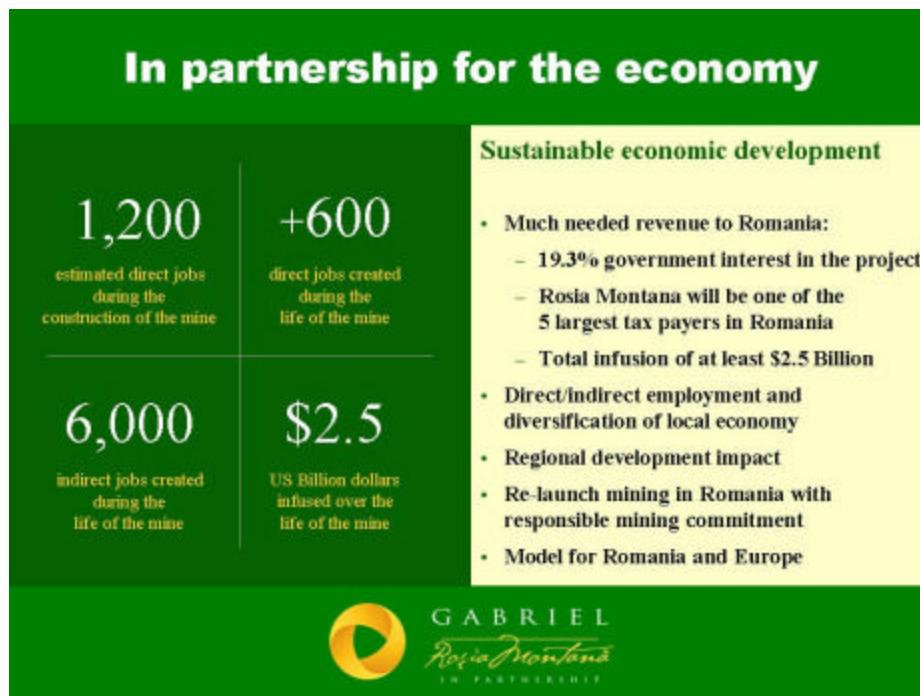 In partnership for the economy
1,200
estimated direct jobs
during the
construction of the mine
+600
direct jobs created
during the
life of the mine
6,000
indirect jobs created
during the
life of the mine
$2.5
US Billion dollars
infused over the
life of the mine
Sustainable economic development
• Much needed revenue to Romania:
– 19.3% government interest in the project
– Rosia Montana will be one of the
5 largest tax payers in Romania
– Total infusion of at least $2.5 Billion
• Direct/indirect employment and
diversification of local economy
• Regional development impact
• Re-launch mining in Romania with
responsible mining commitment
• Model for Romania and Europe
GABRIEL
Roşia Montană
IN PARTNERSHIP